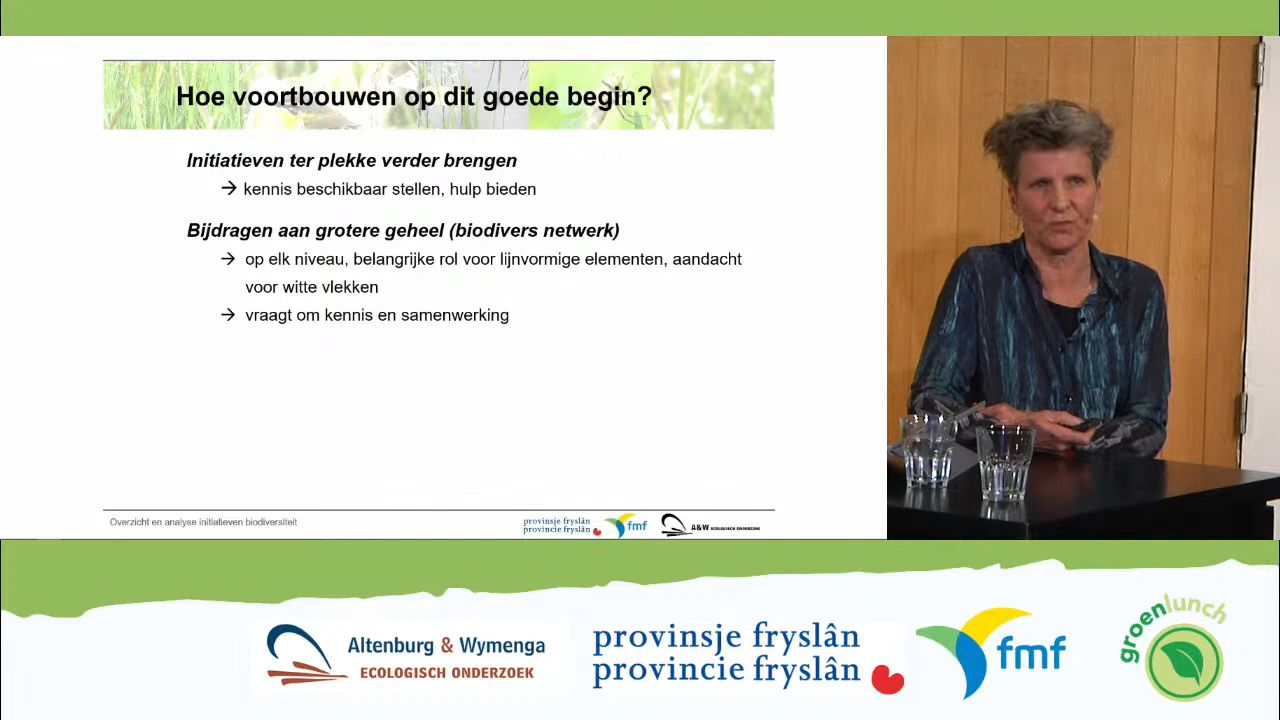 Hoe voortbouwen op dit goede begin?
Initiatieven ter plekke verder brengen
→ kennis beschikbaar stellen, hulp bieden
Bijdragen aan grotere geheel (biodivers netwerk)
→ op elk niveau, belangrijke rol voor lijnvormige elementen, aandacht
voor witte vlekken
→ vraagt om kennis en samenwerking
Overzicht en analyse initiatieven biodiversiteit
provinsje fryslân
provincie fryslân
fmf
A&W ECOLOGISCH ONDERZOEK
Altenburg & Wymenga
ECOLOGISCH ONDERZOEK
provinsje fryslân
provincie fryslân
fmf
groenlunch